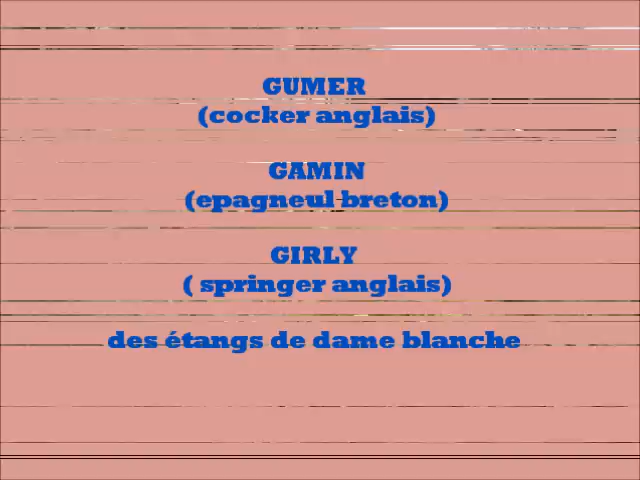 GUMER
(cocker anglais)
GAMIN
(epagneul breton)
GIRLY
( springer anglais)
des étangs de dame blanche